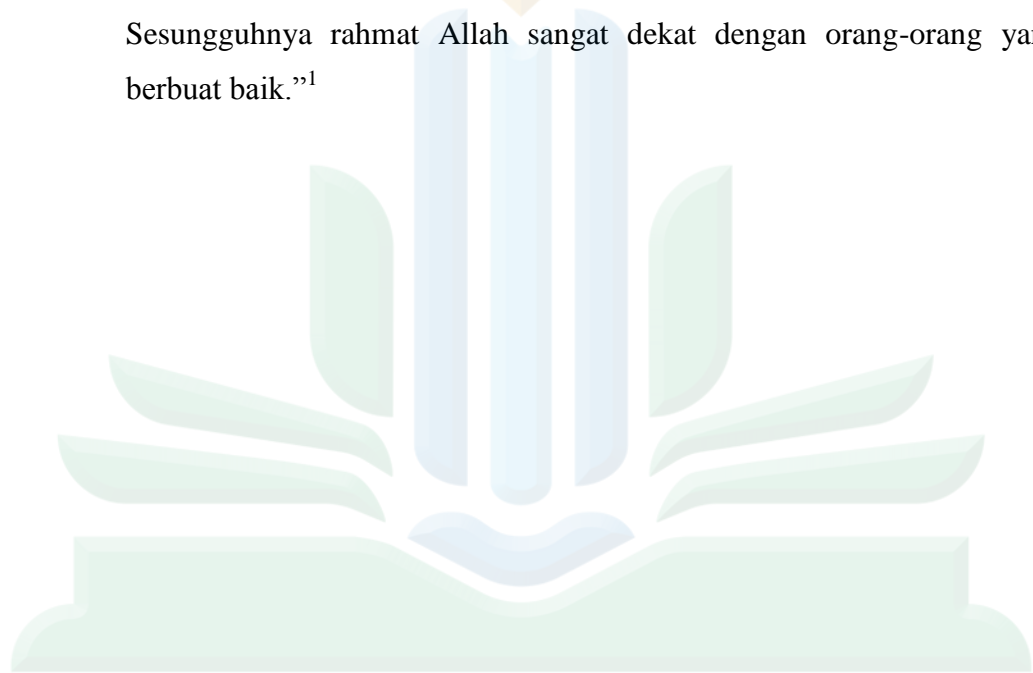 Sesungguhnya rahmat Allah sangat dekat dengan orang-orang
berbuat baik.”¹